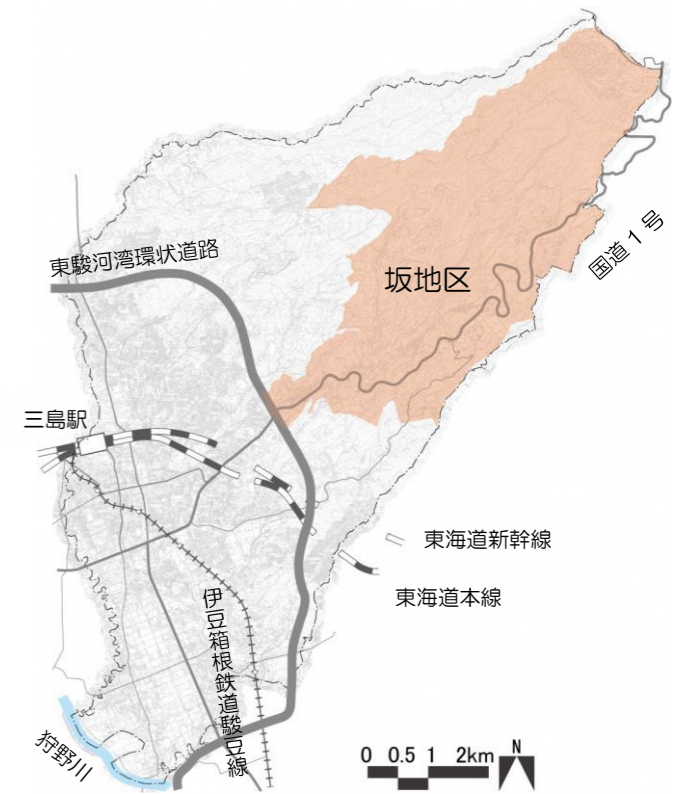 東駿河湾環状道路
坂地区
国道1号
三島駅
東海道新幹線
東海道本線
伊豆箱根鉄道駿豆線
狩野川
0 0.5 1 2km N